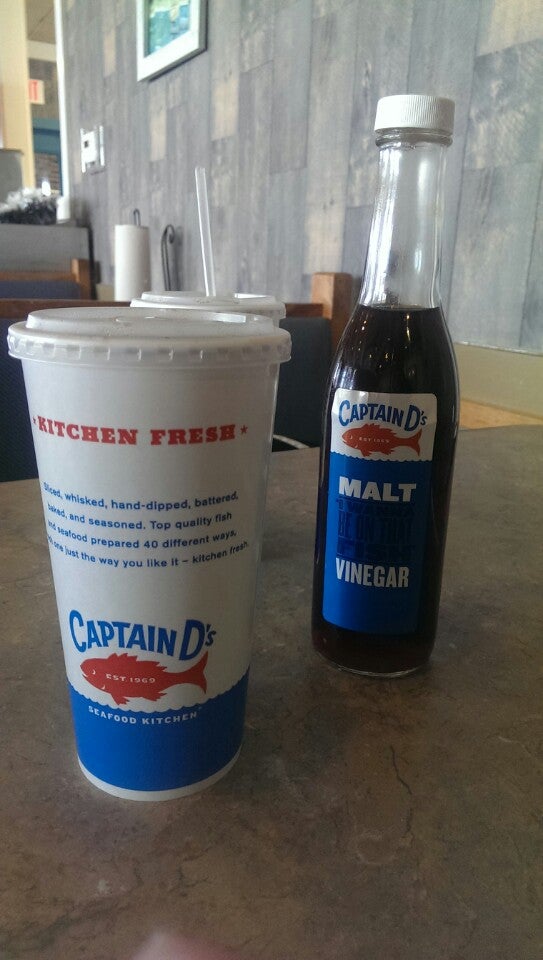 ★KITCHEN FRESH★
Sliced, whisked, hand-dipped, battered,
baked, and seasoned. Top quality fish
and seafood prepared 40 different ways,
one just the way you like it – kitchen fresh.
CAPTAIN D's
EST 1969
SEAFOOD KITCHEN
CAPTAIN D's
EST 1969
MALT
VINEGAR